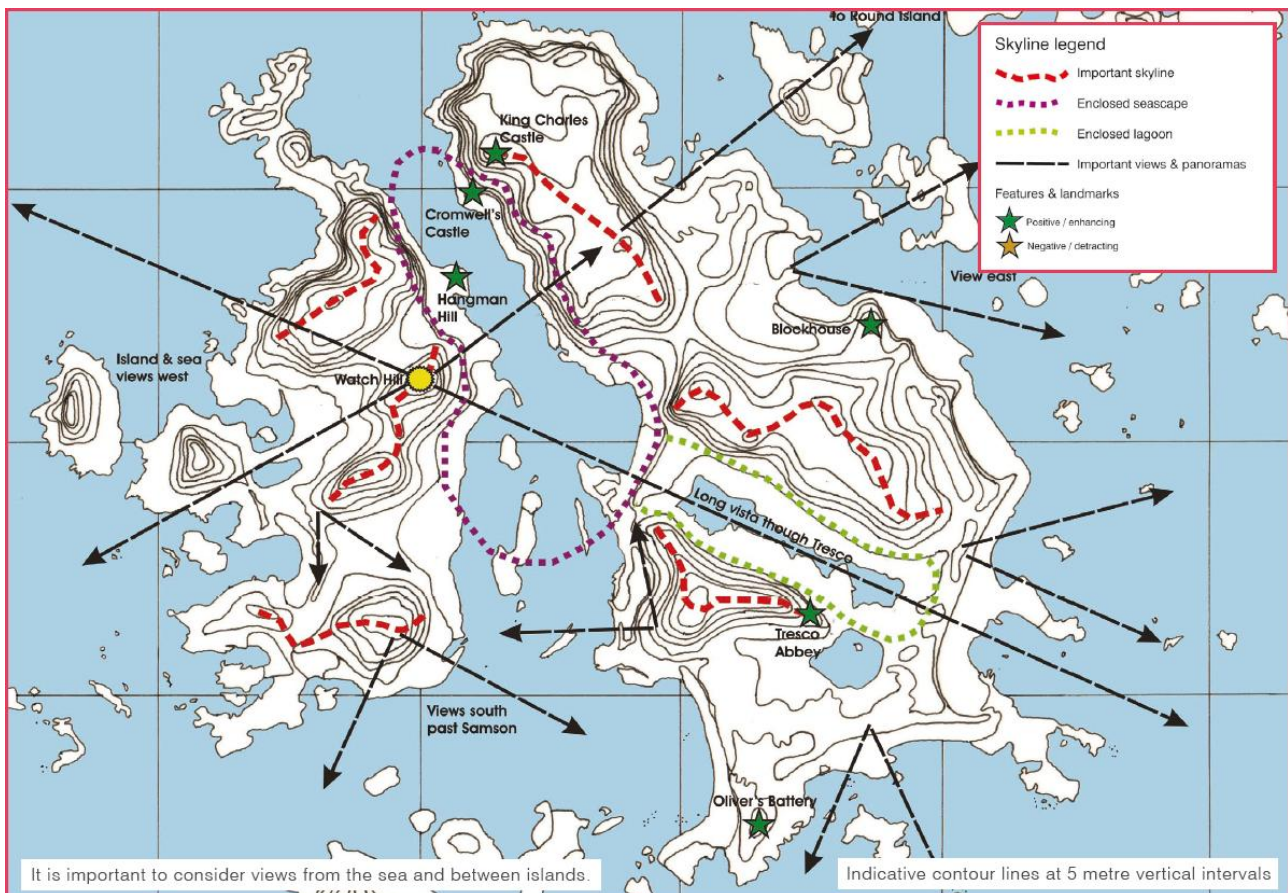 to Round Island
Skyline legend
Important skyline
Enclosed seascape
Enclosed lagoon
Important views & panoramas
Features & landmarks
Positive / enhancing
Negative / detracting
King Charles
Castle
Cromwell's
Castle
Hangman
Hill
View east
Blockhouse
Island & sea
views west
Watch Hill
Long vista though Tresco
Tresco
Abbey
Views south
past Samson
Oliver's Battery
It is important to consider views from the sea and between islands.
Indicative contour lines at 5 metre vertical intervals